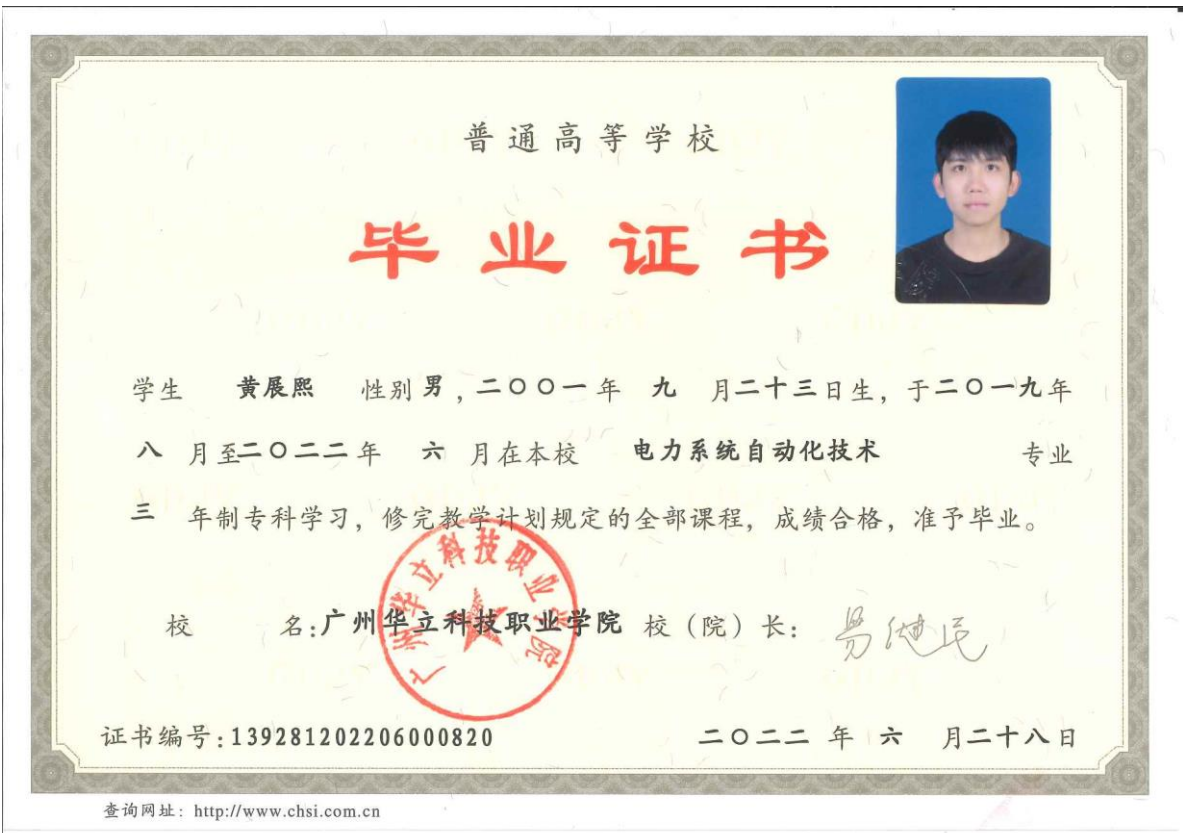 普通高等学校
毕业证书
学生 黄展熙 性别 男，二〇〇一年 九 月二十三日生，于二〇一九年
八 月至二〇二二年 六 月在本校 电力系统自动化技术 专业
三 年制专科学习，修完教学计划规定的全部课程，成绩合格，准予毕业。
广州华立科技职业学院
校 名:广州华立科技职业学院 校（院）长：
证书编号:139281202206000820 二〇二二 年 六 月二十八日
查询网址：http://www.chsi.com.cn